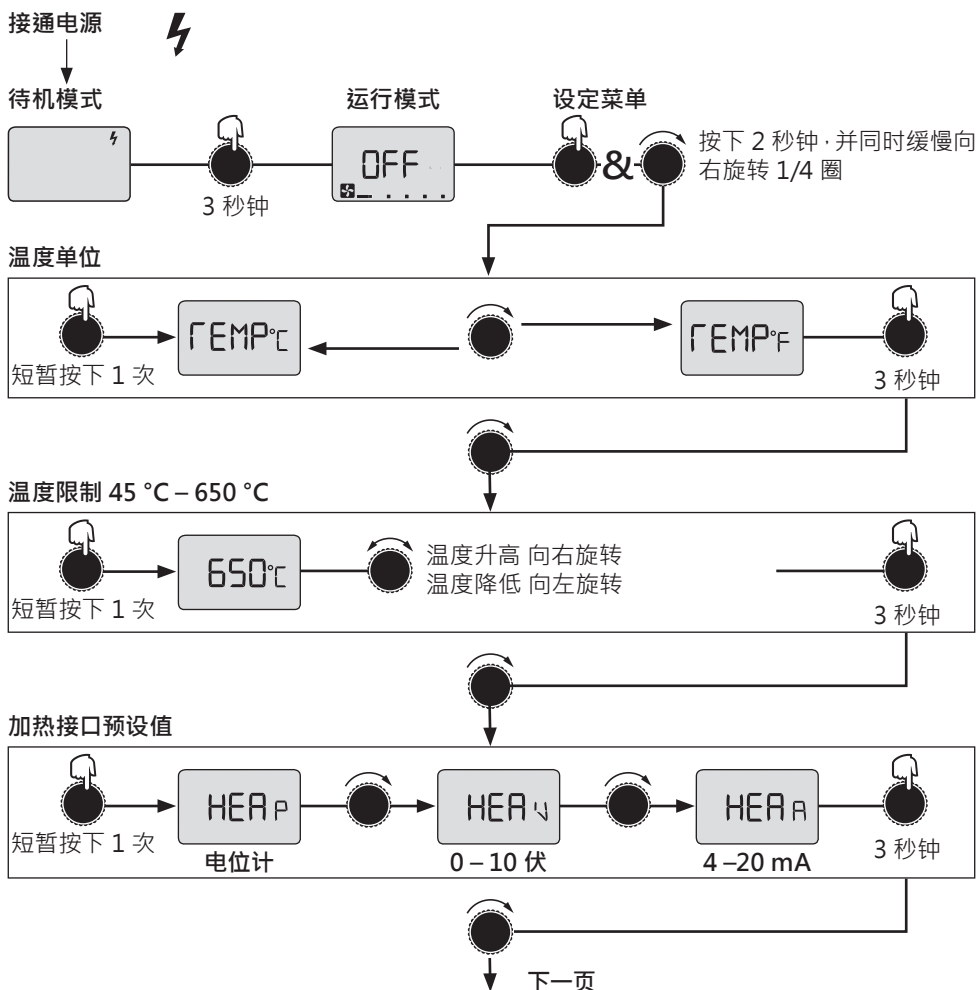 接通电源
待机模式
运行模式
设定菜单
OFF
&
按下 2 秒钟,并同时缓慢向
右旋转 1/4 圈
3 秒钟
温度单位
TEMP°C
TEMP°F
短暂按下 1 次
3 秒钟
温度限制 45 °C – 650 °C
650°C
温度升高 向右旋转
温度降低 向左旋转
短暂按下 1 次
3 秒钟
加热接口预设值
HEA P
HEA V
HEA A
短暂按下 1 次
电位计
0 – 10 伏
4 –20 mA
3 秒钟
下一页